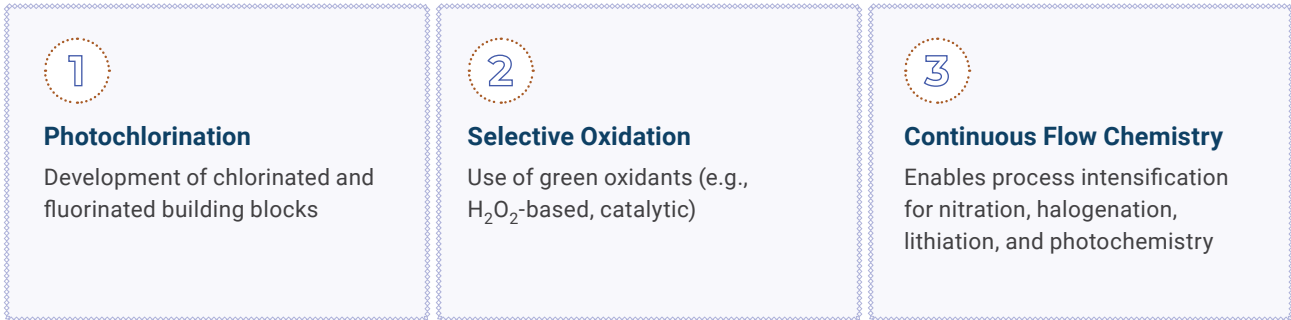 1
Photochlorination
Development of chlorinated and
fluorinated building blocks
2
Selective Oxidation
Use of green oxidants (e.g.,
H₂O₂-based, catalytic)
3
Continuous Flow Chemistry
Enables process intensification
for nitration, halogenation,
lithiation, and photochemistry